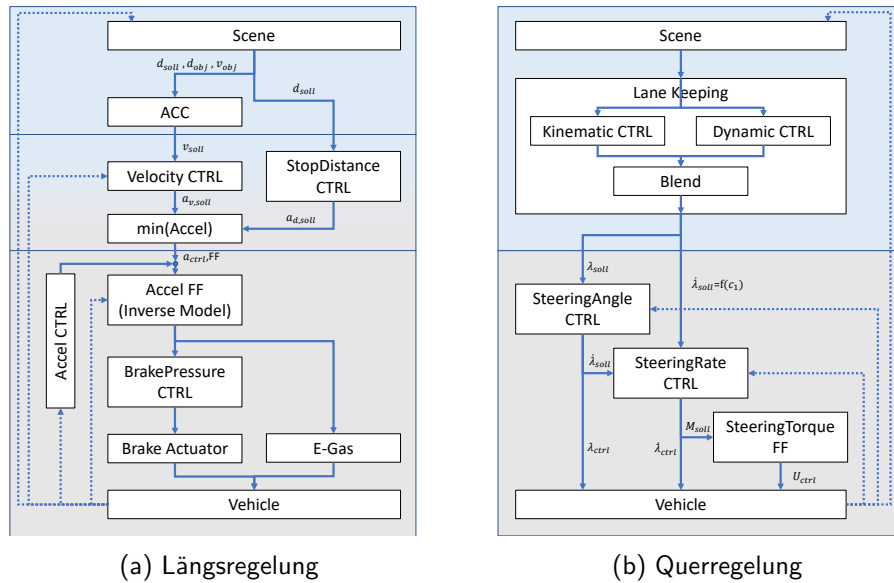 Scene
d_soll , d_obj , v_obj
d_soll
ACC
v_soll
Velocity CTRL
StopDistance
CTRL
a_v,soll
a_d,soll
min(Accel)
a_ctrl,FF
Accel CTRL
Accel FF
(Inverse Model)
BrakePressure
CTRL
Brake Actuator
E-Gas
Vehicle
(a) Längsregelung
Scene
Lane Keeping
Kinematic CTRL
Dynamic CTRL
Blend
λ_soll
λ̇_soll=f(c₁)
SteeringAngle
CTRL
λ̇_soll
SteeringRate
CTRL
M_soll
SteeringTorque
FF
λ_ctrl
λ̇_ctrl
U_ctrl
Vehicle
(b) Querregelung